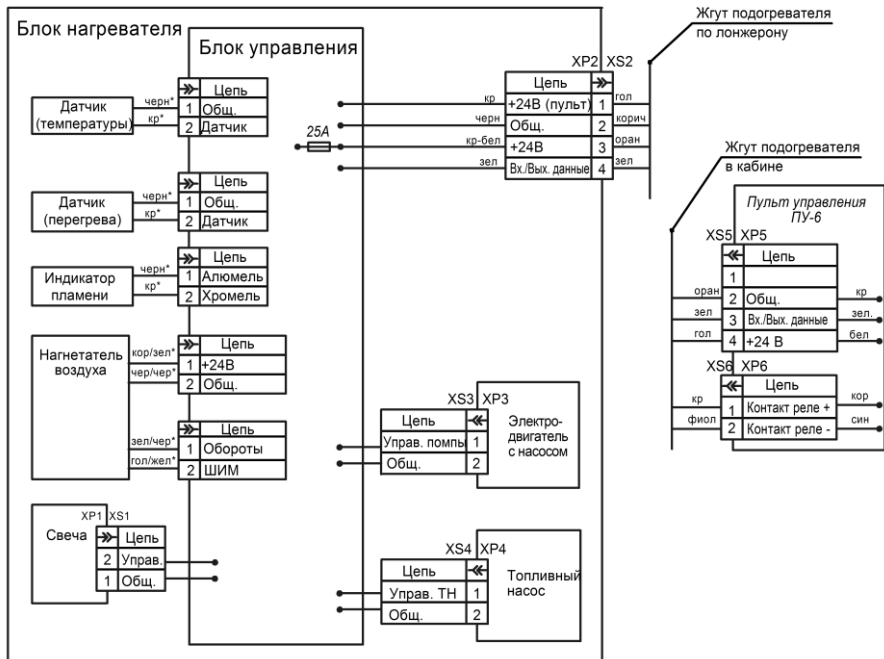 Блок нагревателя
Блок управления
Датчик
(температуры)
черн*
кр*
Цепь
1 Общ.
2 Датчик
Датчик
(перегрева)
черн*
кр*
Цепь
1 Общ.
2 Датчик
Индикатор
пламени
черн*
кр*
Цепь
1 Алюмель
2 Хромель
Нагнетатель
воздуха
кор/зел*
чер/чер*
Цепь
1 +24В
2 Общ.
зел/чер*
гол/жел*
Цепь
1 Обороты
2 ШИМ
Свеча
XP1 XS1
Цепь
2 Управ.
1 Общ.
25А
XP2 XS2
Цепь
кр +24В (пульт) 1 гол
черн Общ. 2 корич
кр-бел +24В 3 оран
зел Вх./Вых. данные 4 зел
XS3 XP3
Цепь
Управ. помпы 1
Общ. 2
Электро-
двигатель
с насосом
XS4 XP4
Цепь
Управ. ТН 1
Общ. 2
Топливный
насос
Жгут подогревателя
по лонжерону
Жгут подогревателя
в кабине
Пульт управления
ПУ-6
XS5 XP5
Цепь
1
оран 2 Общ. кр
зел 3 Вх./Вых. данные зел.
гол 4 +24 В бел
XS6 XP6
Цепь
кр 1 Контакт реле + кор
фиол 2 Контакт реле - син